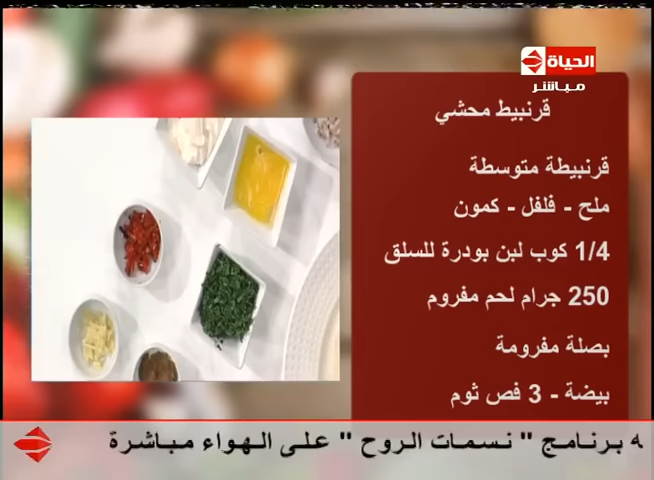 الحياة
مباشر
قرنبيط محشي
قرنبيطة متوسطة
ملح - فلفل - كمون
1/4 كوب لبن بودرة للسلق
250 جرام لحم مفروم
بصلة مفرومة
بيضة - 3 فص ثوم
برنامج " نسمات الروح " على الهواء مباشرة